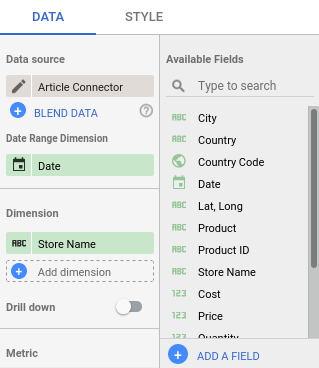 DATA
STYLE
Data source
Article Connector
BLEND DATA
Date Range Dimension
Date
Dimension
ABC Store Name
Add dimension
Drill down
Metric
Available Fields
Type to search
ABC City
ABC Country
Country Code
Date
ABC Lat, Long
ABC Product
ABC Product ID
ABC Store Name
123 Cost
123 Price
123 Quantity
ADD A FIELD